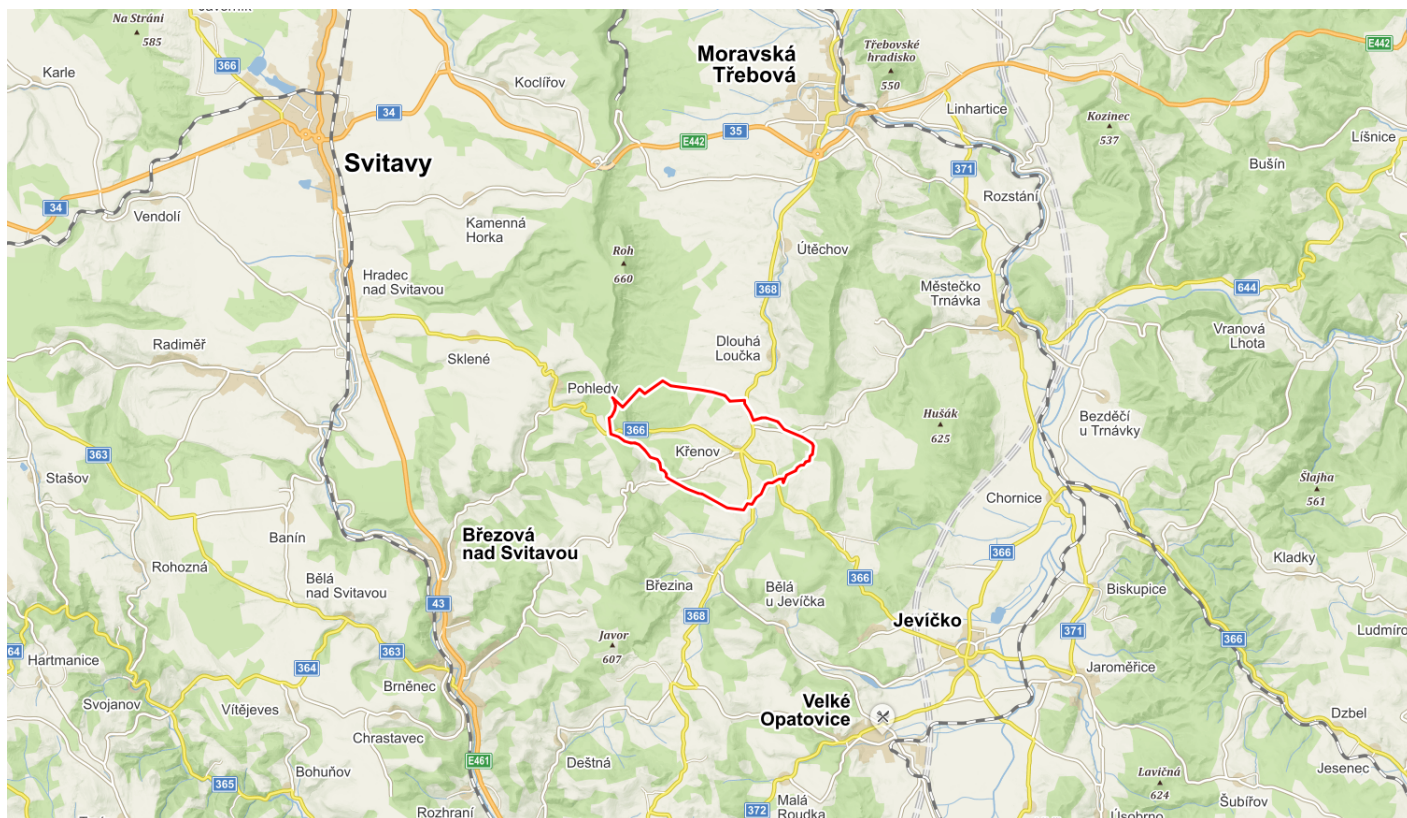 Na Stráni
585
Karle
366
Koclířov
34
Svitavy
34
Vendolí
Kamenná
Horka
Moravská
Třebová
Třebovské
hradisko
550
E442
35
E442
Linhartice
Kozinec
537
Líšnice
Bušín
371
Rozstání
Roh
660
Útěchov
Hradec
nad Svitavou
368
Městečko
Trnávka
644
Vranová
Lhota
Radiměř
Sklené
Dlouhá
Loučka
Pohledy
366
Křenov
Hušák
625
Bezděčí
u Trnávky
363
Stašov
Šlajha
561
Chornice
Březová
nad Svitavou
Banín
Rohozná
Bělá
nad Svitavou
43
Březina
Bělá
u Jevíčka
366
366
Kladky
Biskupice
368
Jevíčko
371
366
Ludmíro
64
Hartmanice
364
363
Javor
607
Jaroměřice
Svojanov
Vítějeves
Brněnec
Velké
Opatovice
Chrastavec
Dzbel
E461
Deštná
Bohuňov
365
Rozhraní
372
Malá
Roudka
Lavičná
624
Šubířov
Jesenec
Úsobrno